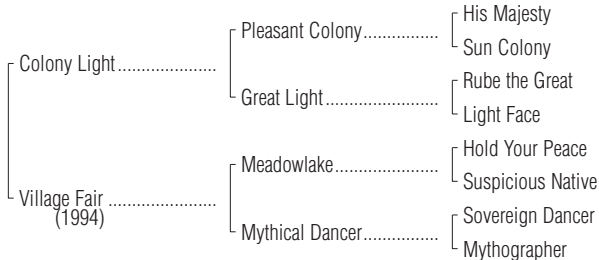 His Majesty
Pleasant Colony................
Sun Colony
Colony Light.....................
Rube the Great
Great Light........................
Light Face
Hold Your Peace
Meadowlake......................
Suspicious Native
Village Fair .......................
(1994)
Sovereign Dancer
Mythical Dancer................
Mythographer